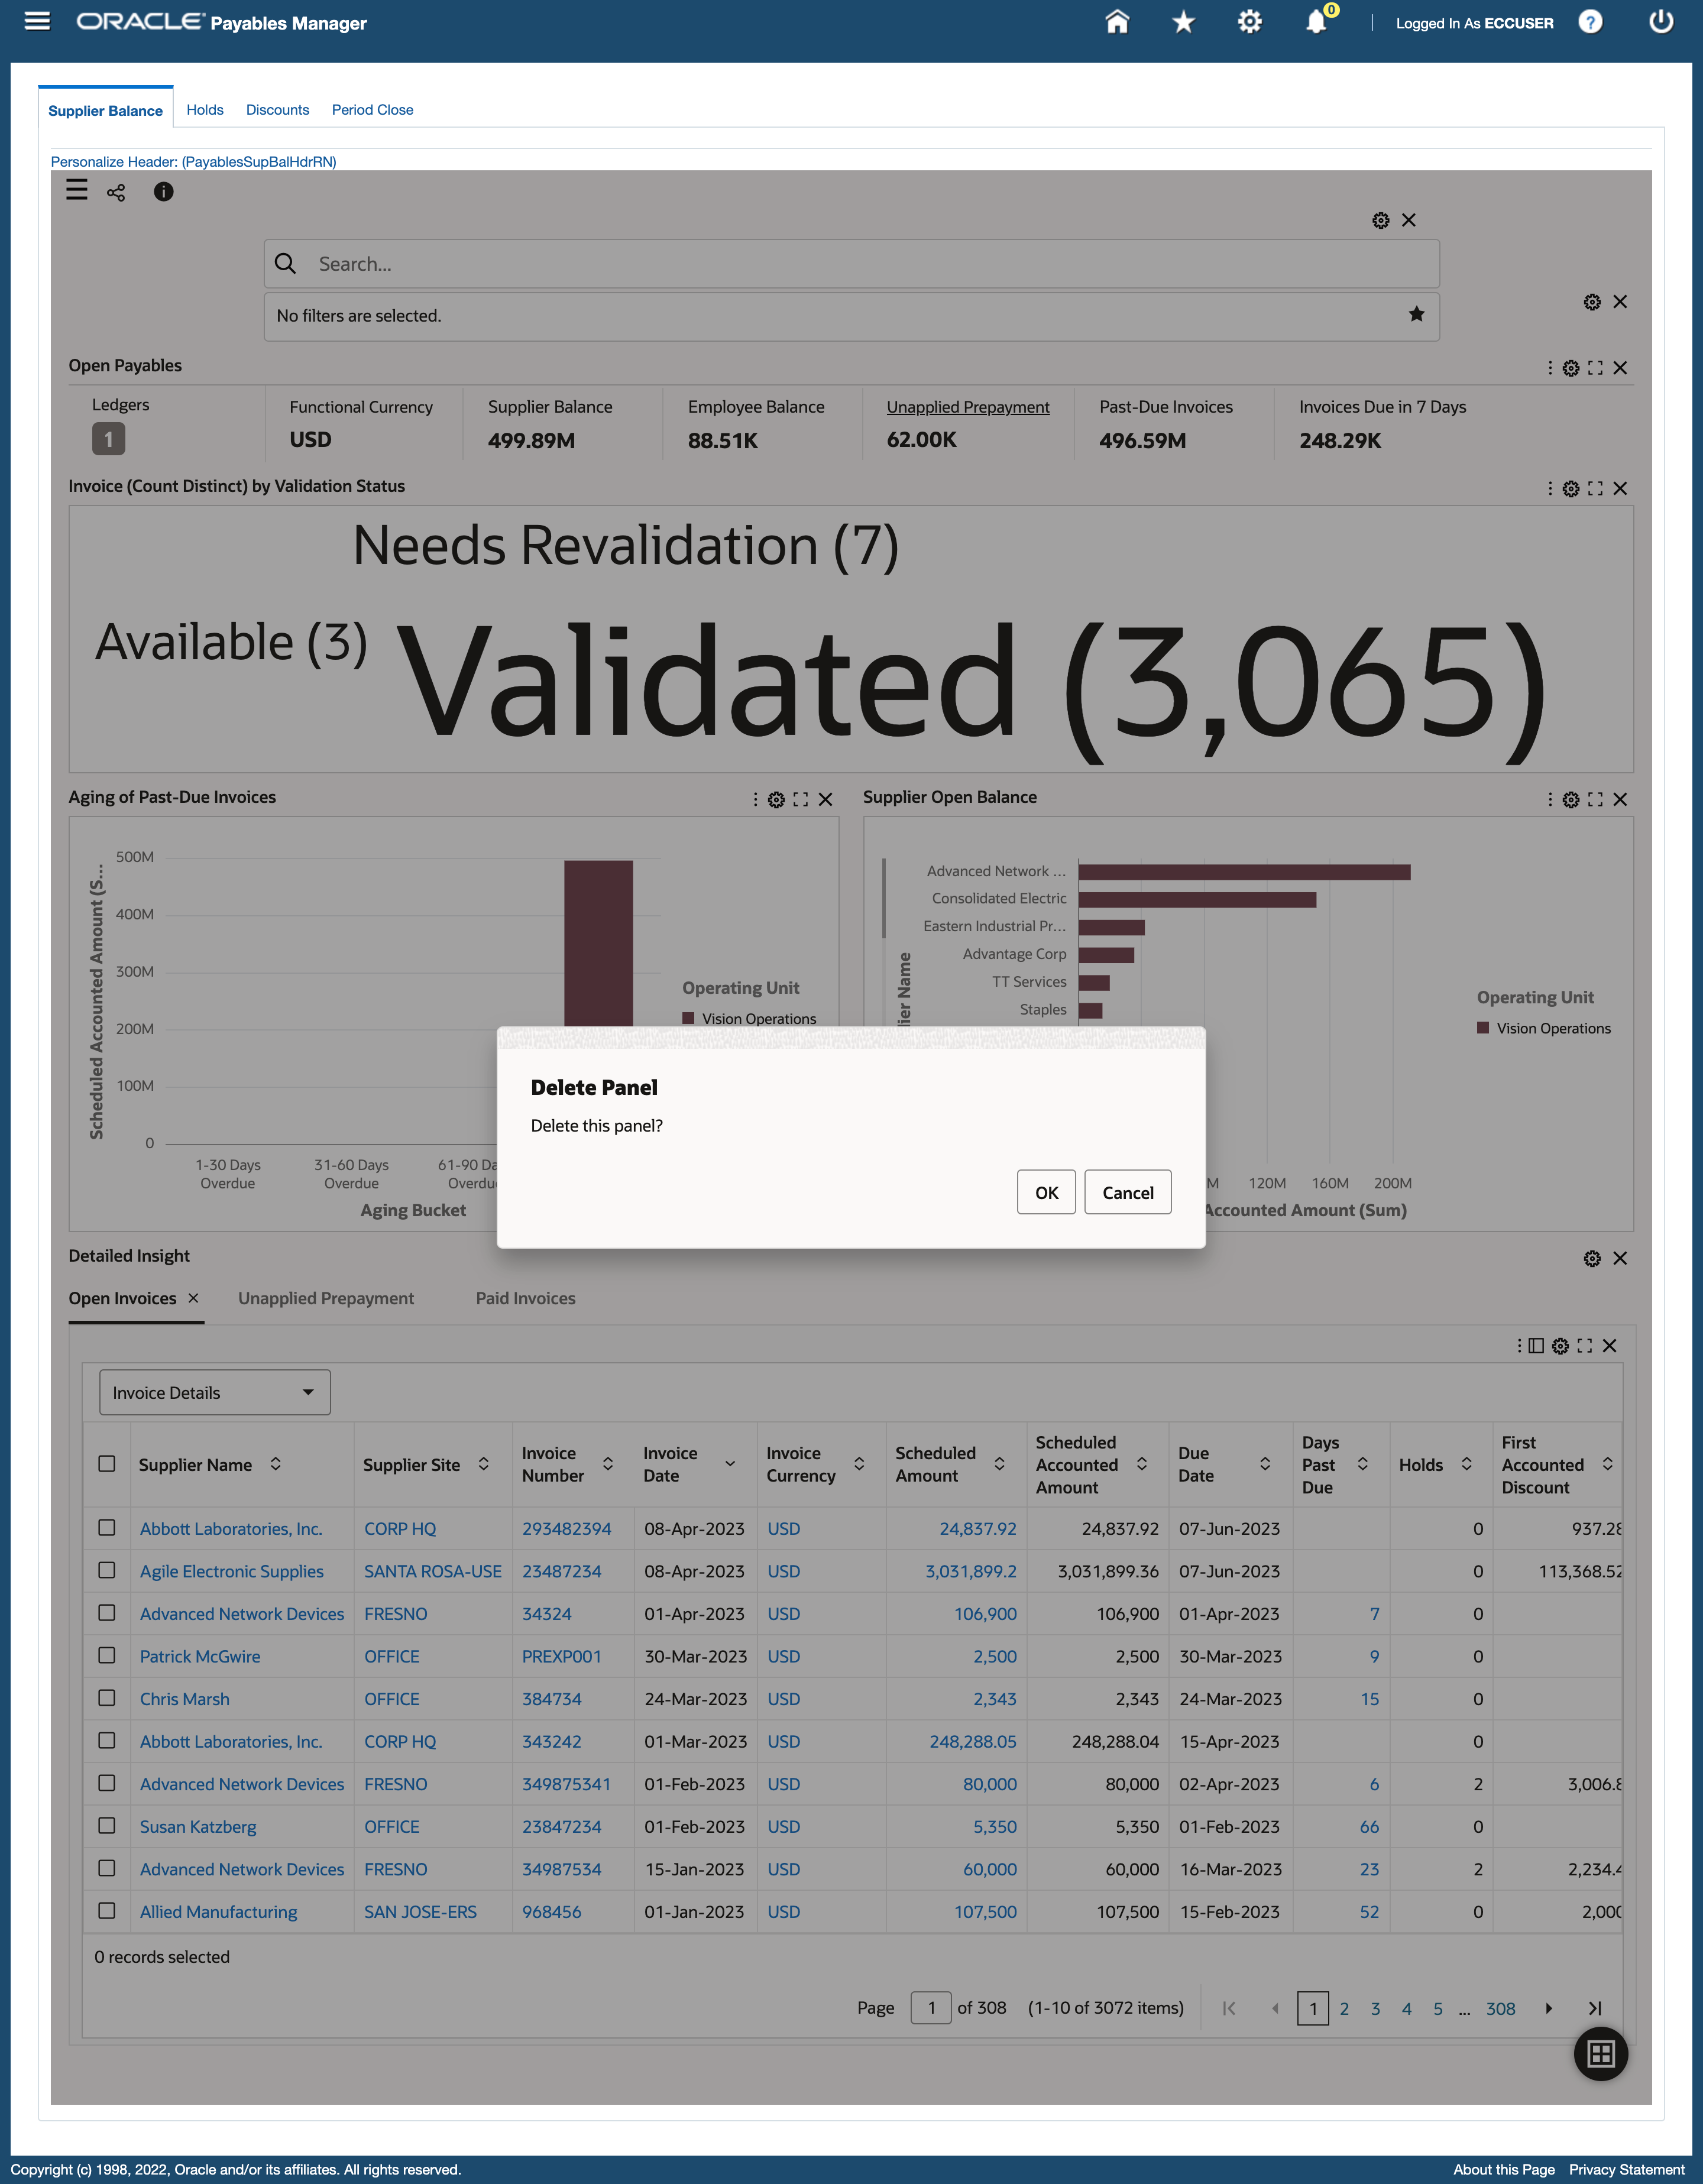 ORACLE Payables Manager
0
Logged In As ECCUSER
Supplier Balance Holds Discounts Period Close
Personalize Header: (PayablesSupBalHdrRN)
Search...
No filters are selected.
Open Payables
Ledgers Functional Currency Supplier Balance Employee Balance Unapplied Prepayment Past-Due Invoices Invoices Due in 7 Days
1 USD 499.89M 88.51K 62.00K 496.59M 248.29K
Invoice (Count Distinct) by Validation Status
Needs Revalidation (7)
Available (3) Validated (3,065)
Aging of Past-Due Invoices
500M
400M
300M
200M
100M
0
Scheduled Accounted Amount (S...
1-30 Days Overdue
31-60 Days Overdue
61-90 Da
Overdu
Aging Bucket
Operating Unit
Vision Operations
Supplier Open Balance
lier Name
Advanced Network ...
Consolidated Electric
Eastern Industrial Pr...
Advantage Corp
TT Services
Staples
M 120M 160M 200M
Accounted Amount (Sum)
Operating Unit
Vision Operations
Delete Panel
Delete this panel?
OK Cancel
Detailed Insight
Open Invoices Unapplied Prepayment Paid Invoices
Invoice Details
Supplier Name Supplier Site Invoice Number Invoice Date Invoice Currency Scheduled Amount Scheduled Accounted Amount Due Date Days Past Due Holds First Accounted Discount
Abbott Laboratories, Inc. CORP HQ 293482394 08-Apr-2023 USD 24,837.92 24,837.92 07-Jun-2023 0 937.28
Agile Electronic Supplies SANTA ROSA-USE 23487234 08-Apr-2023 USD 3,031,899.2 3,031,899.36 07-Jun-2023 0 113,368.52
Advanced Network Devices FRESNO 34324 01-Apr-2023 USD 106,900 106,900 01-Apr-2023 7 0
Patrick McGwire OFFICE PREXP001 30-Mar-2023 USD 2,500 2,500 30-Mar-2023 9 0
Chris Marsh OFFICE 384734 24-Mar-2023 USD 2,343 2,343 24-Mar-2023 15 0
Abbott Laboratories, Inc. CORP HQ 343242 01-Mar-2023 USD 248,288.05 248,288.04 15-Apr-2023 0
Advanced Network Devices FRESNO 349875341 01-Feb-2023 USD 80,000 80,000 02-Apr-2023 6 2 3,006.8
Susan Katzberg OFFICE 23847234 01-Feb-2023 USD 5,350 5,350 01-Feb-2023 66 0
Advanced Network Devices FRESNO 34987534 15-Jan-2023 USD 60,000 60,000 16-Mar-2023 23 2 2,234.4
Allied Manufacturing SAN JOSE-ERS 968456 01-Jan-2023 USD 107,500 107,500 15-Feb-2023 52 0 2,000
0 records selected
Page 1 of 308 (1-10 of 3072 items) 1 2 3 4 5 ... 308
Copyright (c) 1998, 2022, Oracle and/or its affiliates. All rights reserved.
About this Page Privacy Statement